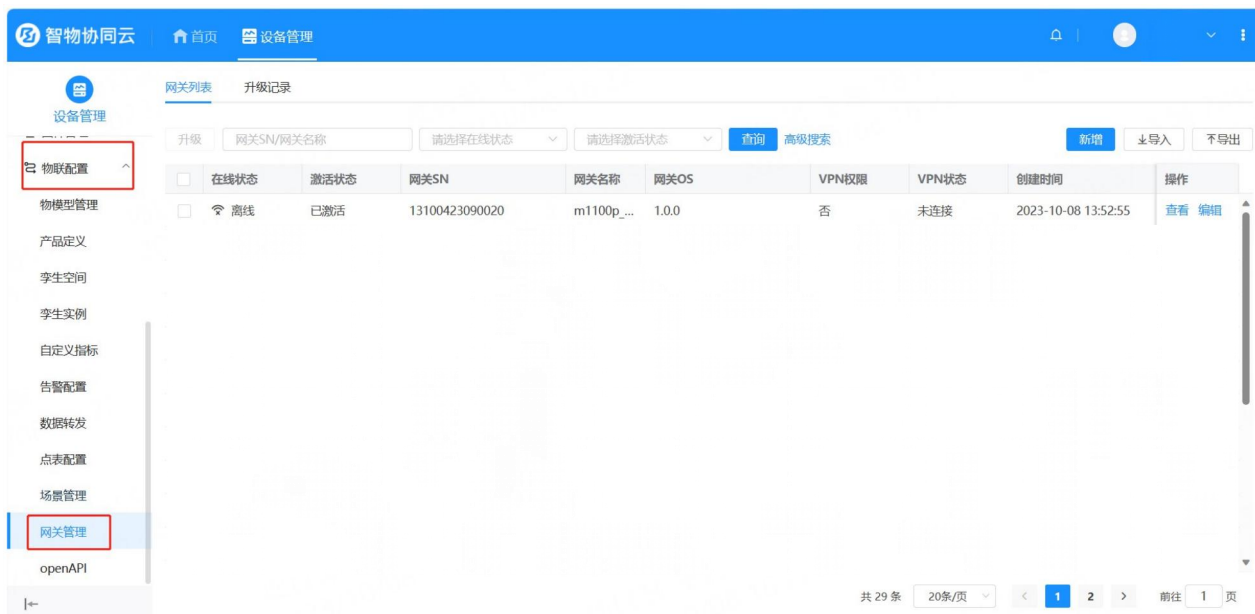 智物协同云 首页 设备管理
设备管理
网关列表 升级记录
升级 网关SN/网关名称 请选择在线状态 请选择激活状态 查询 高级搜索 新增 导入 导出
物联配置
在线状态 激活状态 网关SN 网关名称 网关OS VPN权限 VPN状态 创建时间 操作
离线 已激活 13100423090020 m1100p_... 1.0.0 否 未连接 2023-10-08 13:52:55 查看 编辑
物模型管理
产品定义
孪生空间
孪生实例
自定义指标
告警配置
数据转发
点表配置
场景管理
网关管理
openAPI
共 29 条 20条/页 1 2 前往 1 页